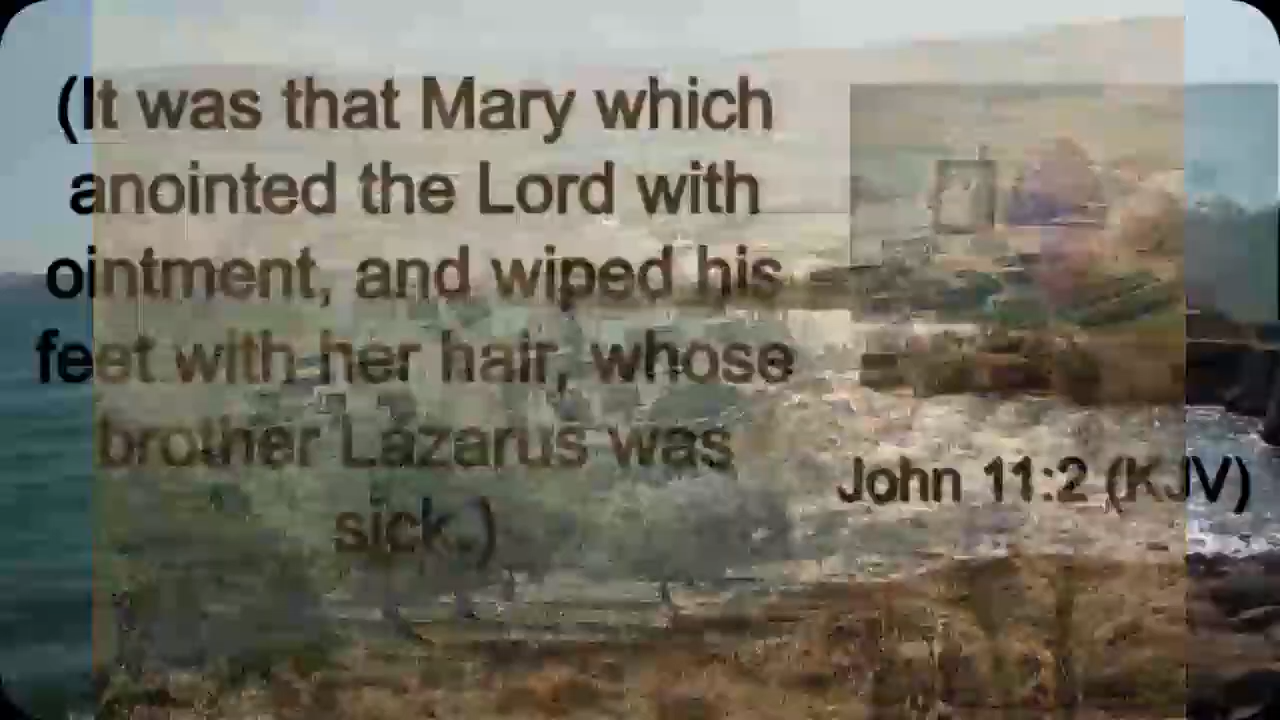 (It was that Mary which
anointed the Lord with
ointment, and wiped his
feet with her hair, whose
brother Lazarus was
sick.)
John 11:2 (KJV)